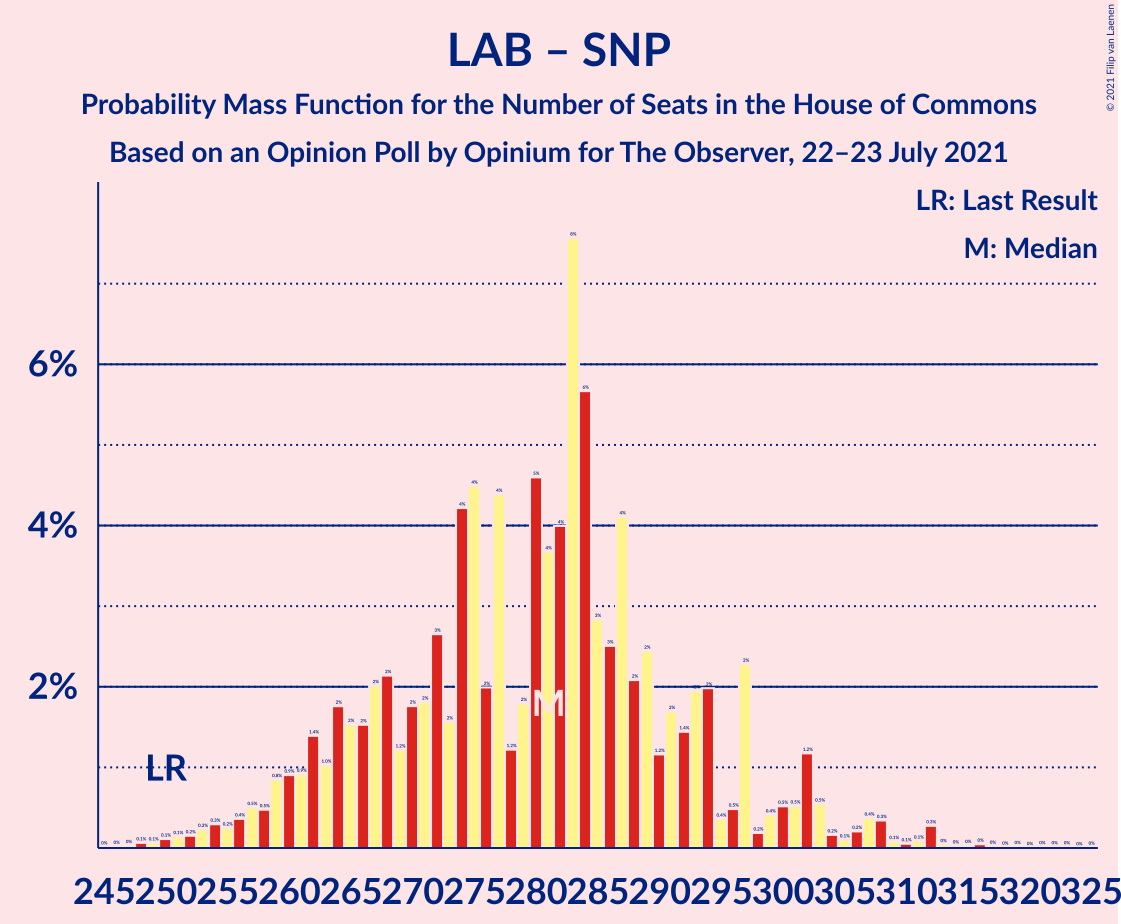 LAB – SNP
Probability Mass Function for the Number of Seats in the House of Commons
Based on an Opinion Poll by Opinium for The Observer, 22–23 July 2021
© 2021 Filip van Laenen
LR: Last Result
M: Median
6%
4%
2%
LR
M
245 250 255 260 265 270 275 280 285 290 295 300 305 310 315 320 325